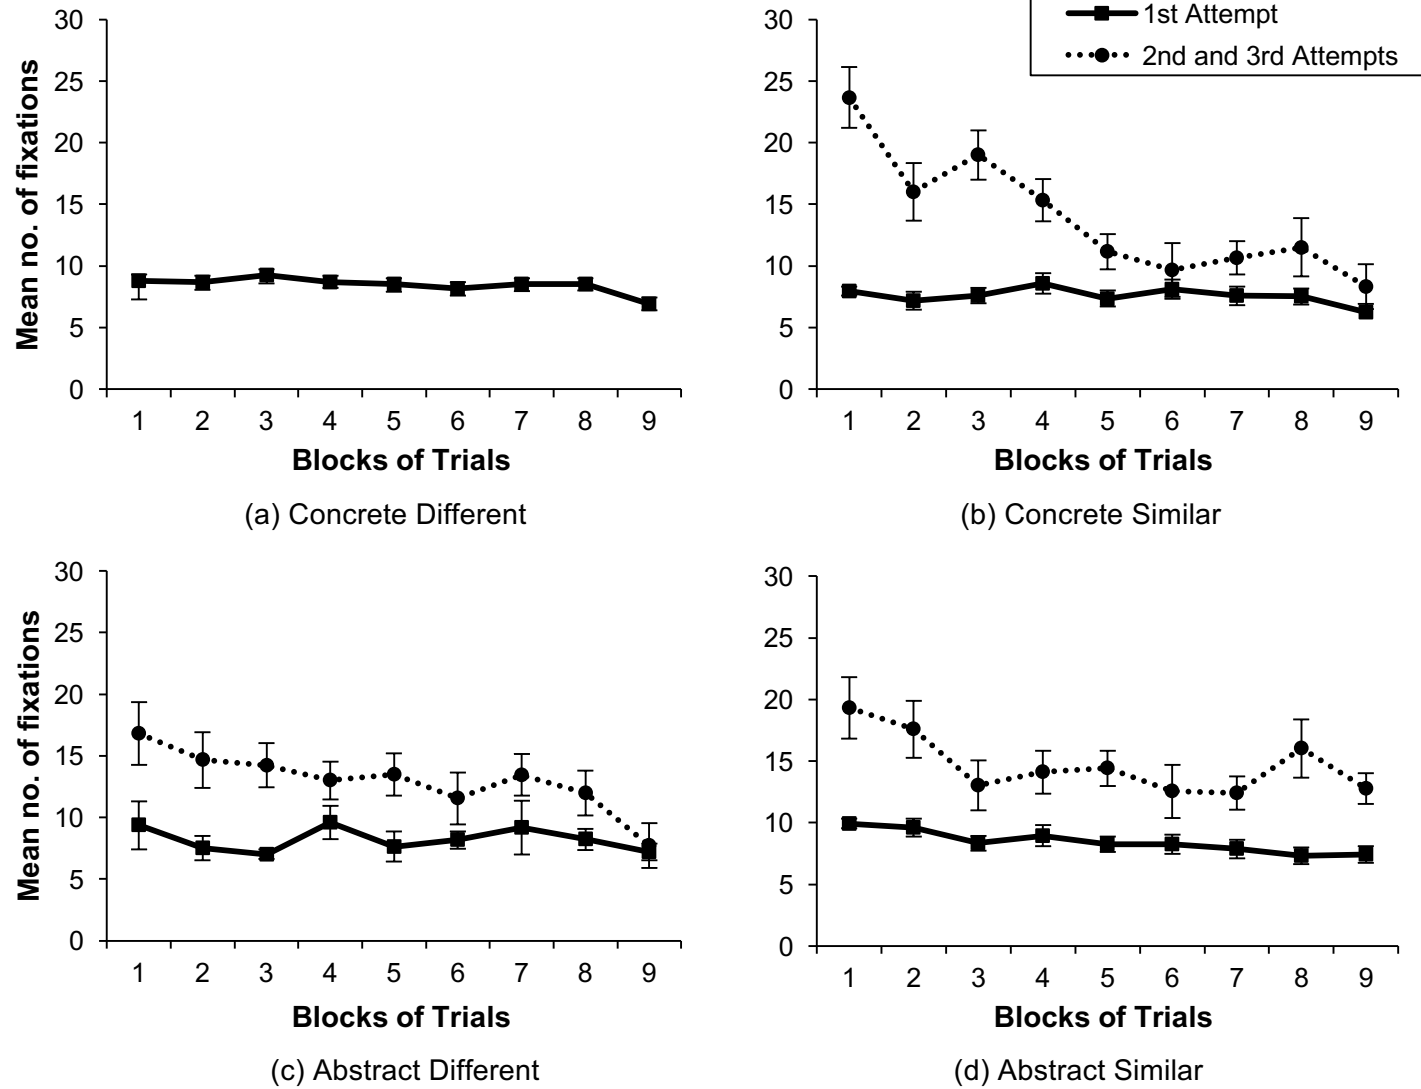 1st Attempt
2nd and 3rd Attempts
Mean no. of fixations
30
25
20
15
10
5
0
1 2 3 4 5 6 7 8 9
Blocks of Trials
(a) Concrete Different
30
25
20
15
10
5
0
1 2 3 4 5 6 7 8 9
Blocks of Trials
(b) Concrete Similar
Mean no. of fixations
30
25
20
15
10
5
0
1 2 3 4 5 6 7 8 9
Blocks of Trials
(c) Abstract Different
30
25
20
15
10
5
0
1 2 3 4 5 6 7 8 9
Blocks of Trials
(d) Abstract Similar